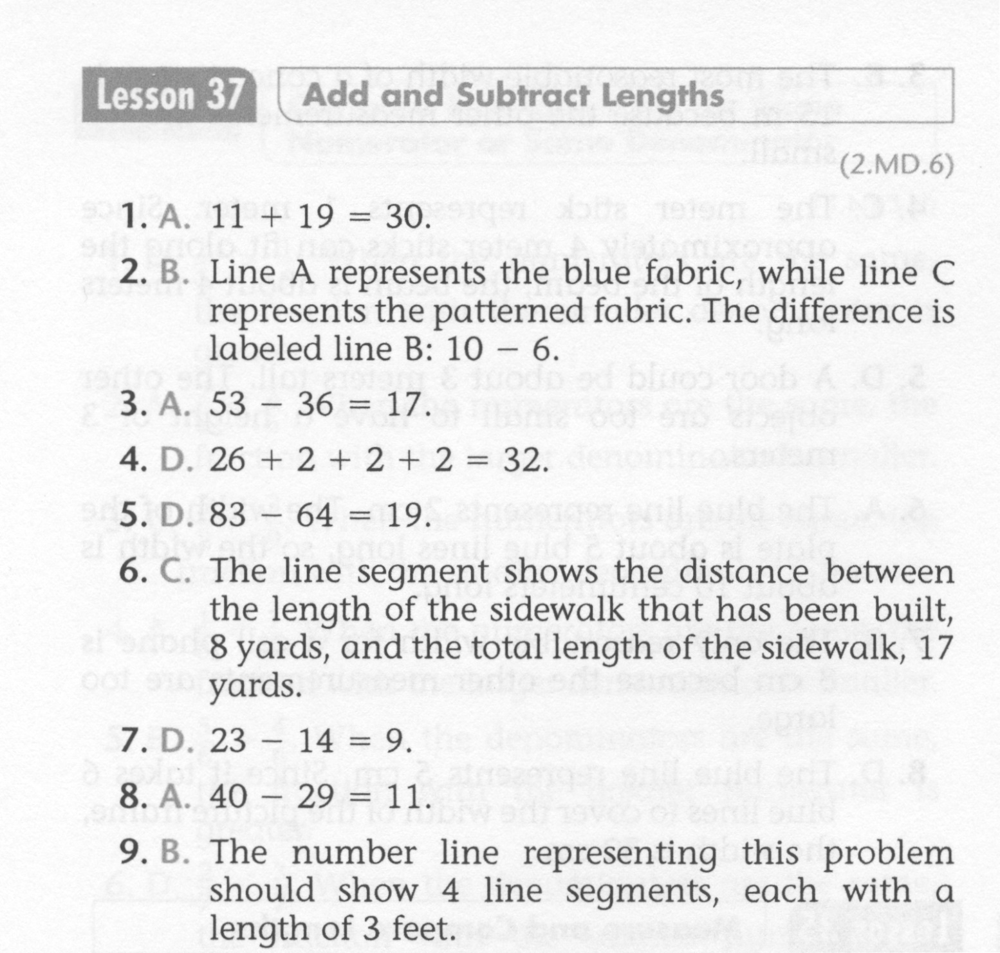 Lesson 37 Add and Subtract Lengths
(2.MD.6)
1. A. 11 + 19 = 30.
2. B. Line A represents the blue fabric, while line C
represents the patterned fabric. The difference is
labeled line B: 10 − 6.
3. A. 53 − 36 = 17.
4. D. 26 + 2 + 2 + 2 = 32.
5. D. 83 − 64 = 19.
6. C. The line segment shows the distance between
the length of the sidewalk that has been built,
8 yards, and the total length of the sidewalk, 17
yards.
7. D. 23 − 14 = 9.
8. A. 40 − 29 = 11.
9. B. The number line representing this problem
should show 4 line segments, each with a
length of 3 feet.